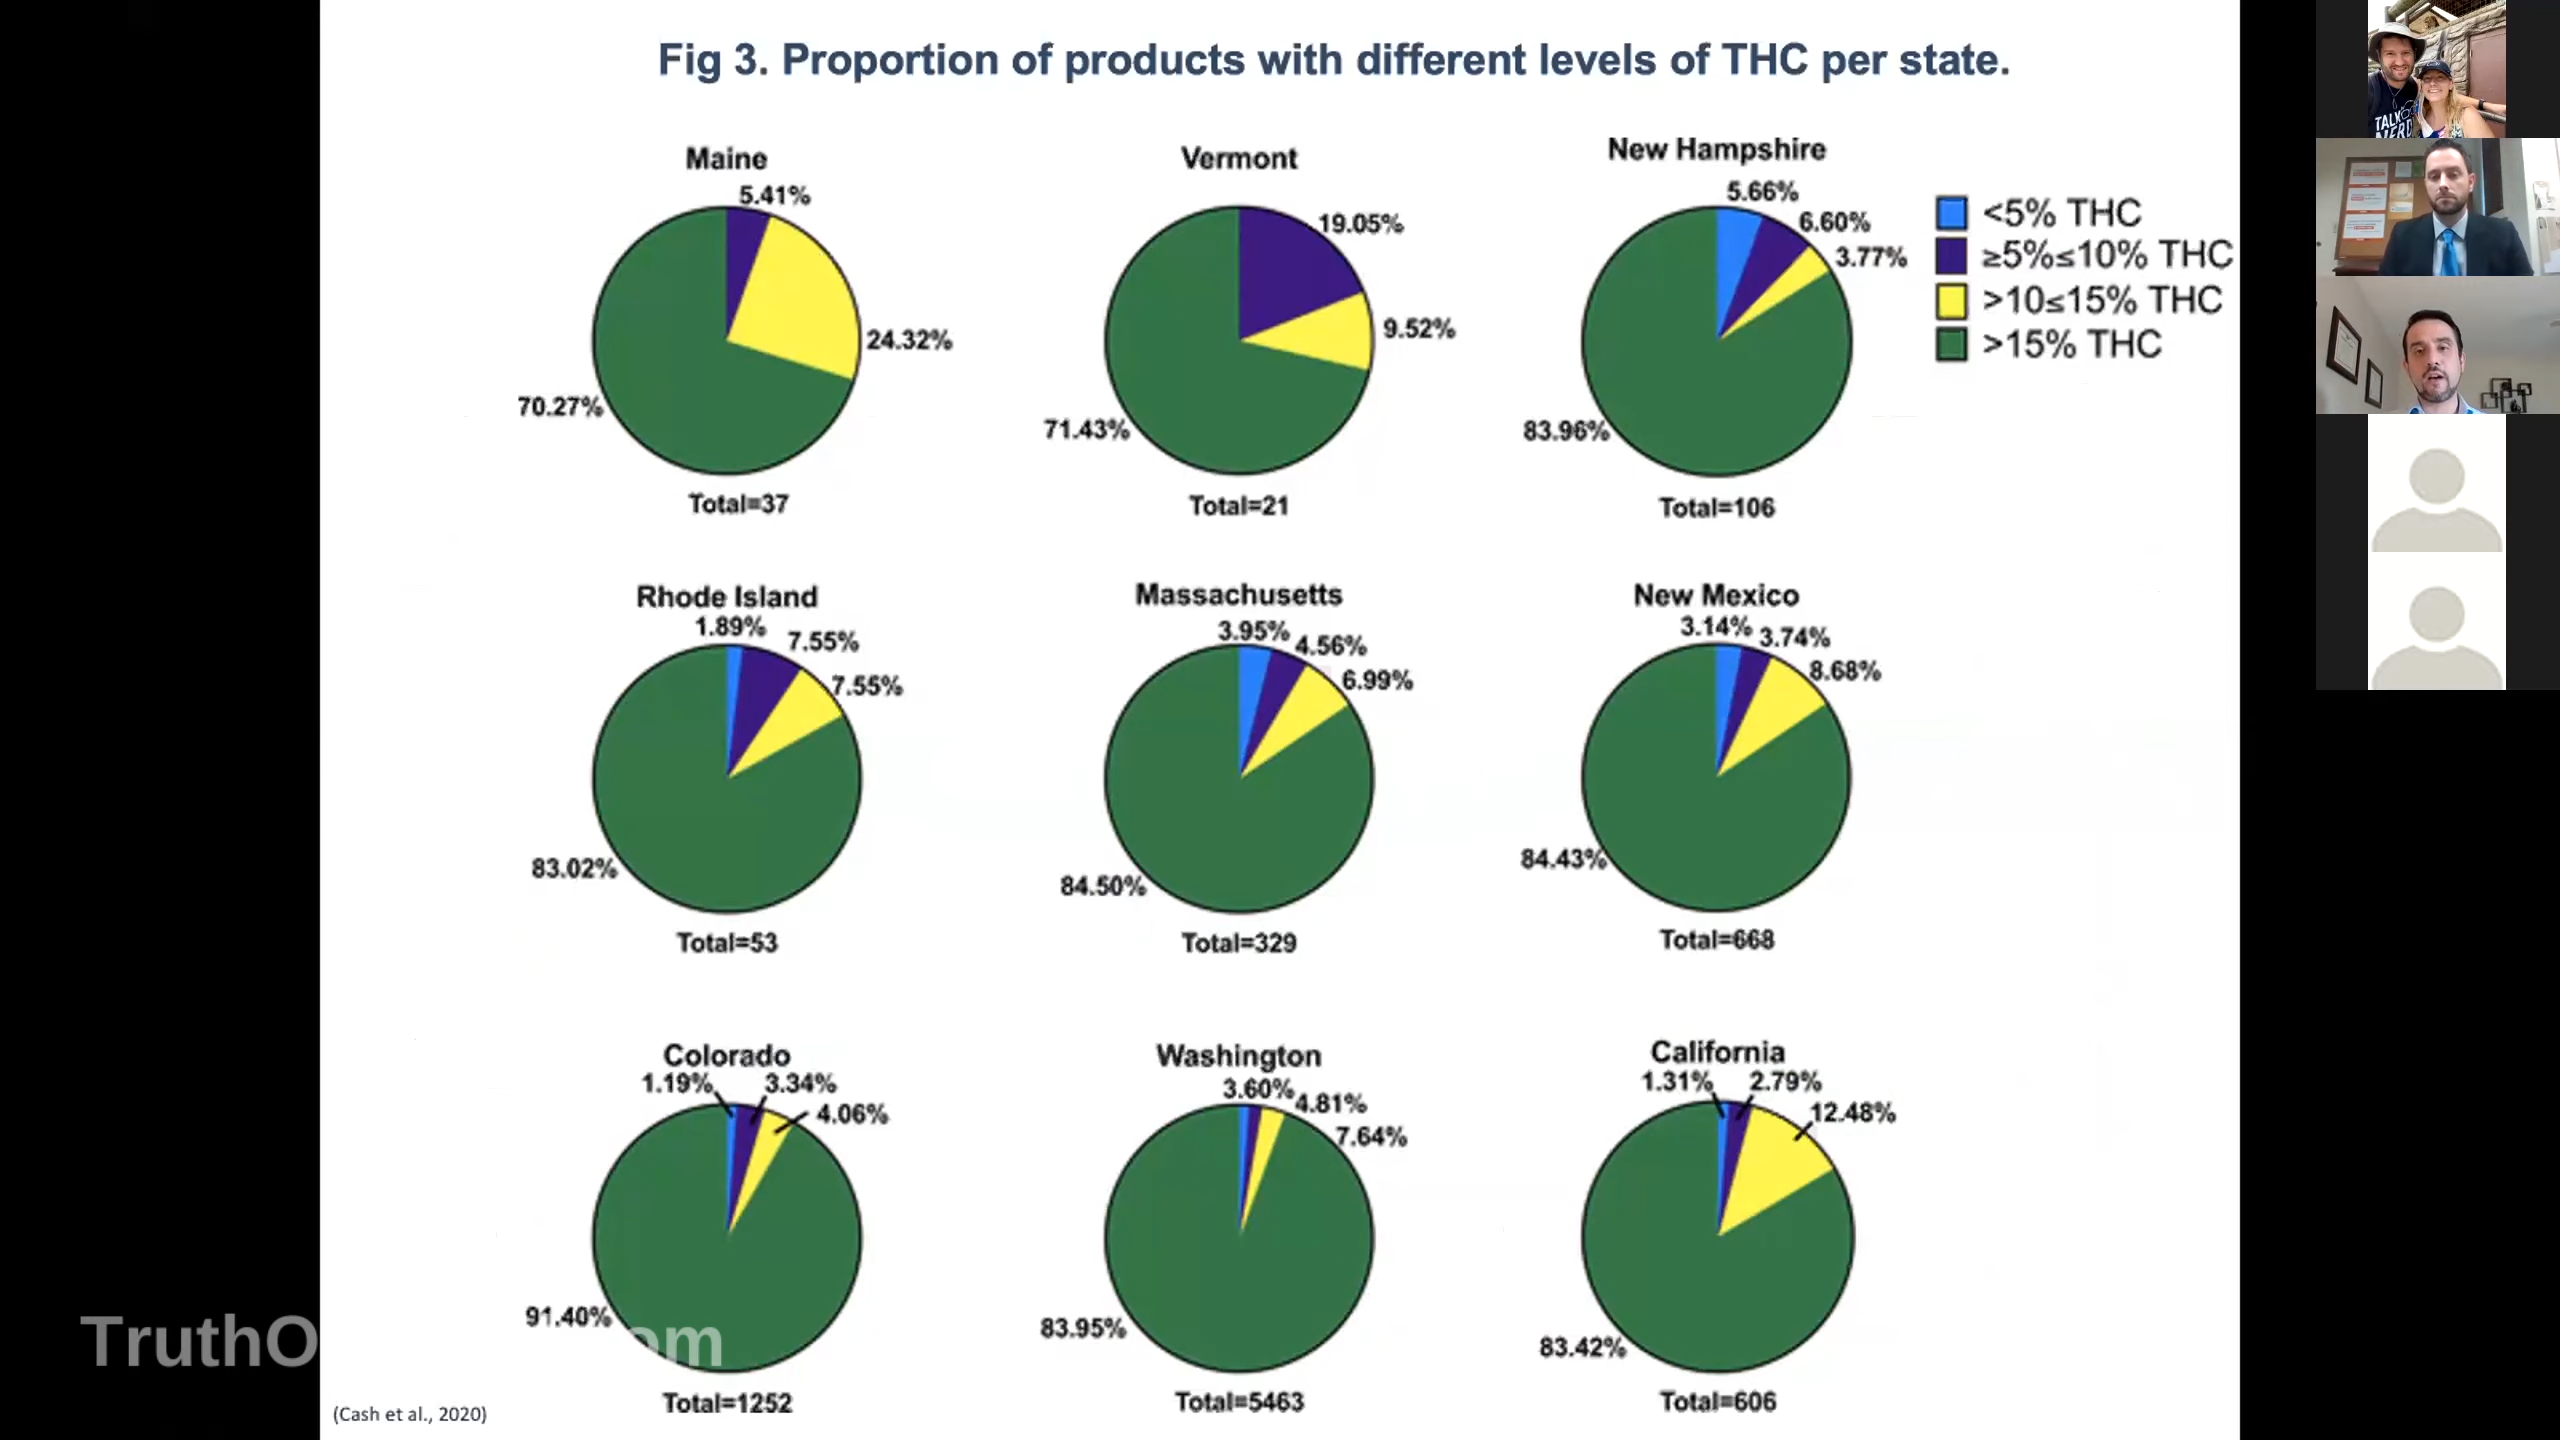 Fig 3. Proportion of products with different levels of THC per state.
Maine
5.41%
24.32%
70.27%
Total=37
Vermont
19.05%
9.52%
71.43%
Total=21
New Hampshire
5.66%
6.60%
3.77%
83.96%
Total=106
<5% THC
≥5%≤10% THC
>10≤15% THC
>15% THC
Rhode Island
1.89%
7.55%
7.55%
83.02%
Total=53
Massachusetts
3.95%
4.56%
6.99%
84.50%
Total=329
New Mexico
3.14%
3.74%
8.68%
84.43%
Total=668
Colorado
1.19%
3.34%
4.06%
91.40%
Total=1252
Washington
3.60%
4.81%
7.64%
83.95%
Total=5463
California
1.31%
2.79%
12.48%
83.42%
Total=606
(Cash et al., 2020)
TALK
NERD